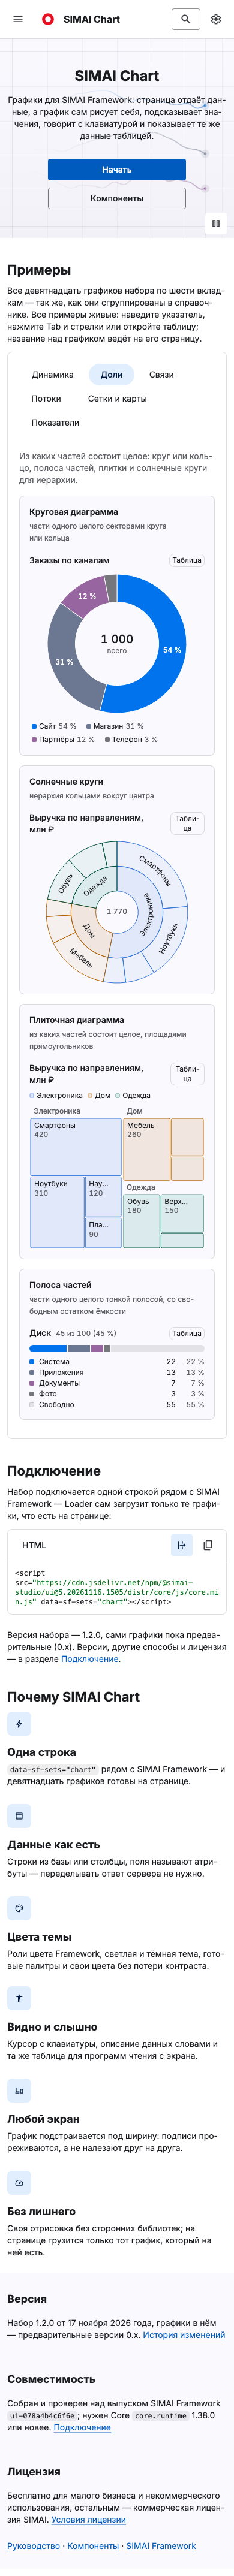 SIMAI Chart
SIMAI Chart
Графики для SIMAI Framework: страница отдаёт дан-
ные, а график сам рисует себя, подсказывает зна-
чения, говорит с клавиатурой и показывает те же
данные таблицей.
Начать
Компоненты
Примеры
Все девятнадцать графиков набора по шести вклад-
кам — так же, как они сгруппированы в справоч-
нике. Все примеры живые: наведите указатель,
нажмите Tab и стрелки или откройте таблицу;
название над графиком ведёт на его страницу.
Динамика Доли Связи
Потоки Сетки и карты
Показатели
Из каких частей состоит целое: круг или коль-
цо, полоса частей, плитки и солнечные круги
для иерархии.
Круговая диаграмма
части одного целого секторами круга
или кольца
Заказы по каналам Таблица
12 %
54 %
31 %
1 000
всего
Сайт 54 % Магазин 31 %
Партнёры 12 % Телефон 3 %
Солнечные круги
иерархия кольцами вокруг центра
Выручка по направлениям,
млн ₽
Табли-
ца
Смартфоны
Обувь
Одежда
Электроника
1 770
Дом
Ноутбуки
Мебель
Плиточная диаграмма
из каких частей состоит целое, площадями
прямоугольников
Выручка по направлениям,
млн ₽
Табли-
ца
Электроника Дом Одежда
Электроника Дом
Смартфоны
420
Мебель
260
Ноутбуки
310
Нау...
120
Пла...
90
Одежда
Обувь
180
Верх...
150
Полоса частей
части одного целого тонкой полосой, со сво-
бодным остатком ёмкости
Диск 45 из 100 (45 %) Таблица
Система 22 22 %
Приложения 13 13 %
Документы 7 7 %
Фото 3 3 %
Свободно 55 55 %
Подключение
Набор подключается одной строкой рядом с SIMAI
Framework — Loader сам загрузит только те графи-
ки, что есть на странице:
HTML
<script
src="https://cdn.jsdelivr.net/npm/@simai-
studio/ui@5.20261116.1505/distr/core/js/core.mi
n.js" data-sf-sets="chart"></script>
Версия набора — 1.2.0, сами графики пока предва-
рительные (0.x). Версии, другие способы и лицензия
— в разделе Подключение.
Почему SIMAI Chart
Одна строка
data-sf-sets="chart" рядом с SIMAI Framework — и
девятнадцать графиков готовы на странице.
Данные как есть
Строки из базы или столбцы, поля называют атри-
буты — переделывать ответ сервера не нужно.
Цвета темы
Роли цвета Framework, светлая и тёмная тема, гото-
вые палитры и свои цвета без потери контраста.
Видно и слышно
Курсор с клавиатуры, описание данных словами и
та же таблица для программ чтения с экрана.
Любой экран
График подстраивается под ширину: подписи про-
реживаются, а не налезают друг на друга.
Без лишнего
Своя отрисовка без сторонних библиотек; на
странице грузится только тот график, который на
ней есть.
Версия
Набор 1.2.0 от 17 ноября 2026 года, графики в нём
— предварительные версии 0.x. История изменений
Совместимость
Собран и проверен над выпуском SIMAI Framework
ui-078a4b4c6f6e; нужен Core core.runtime 1.38.0
или новее. Подключение
Лицензия
Бесплатно для малого бизнеса и некоммерческого
использования, остальным — коммерческая лицен-
зия SIMAI. Условия лицензии
Руководство · Компоненты · SIMAI Framework